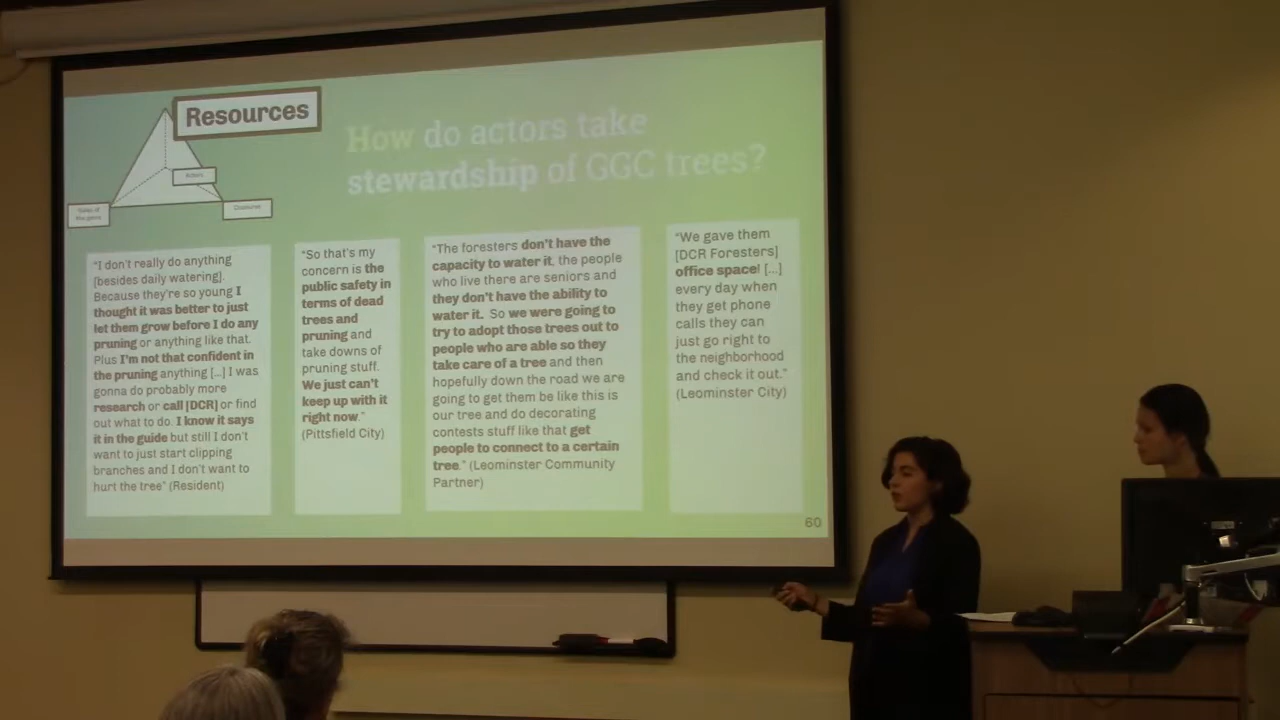 Resources
Actors
Rules of
the game
Discourse
How do actors take
stewardship of GGC trees?
"I don't really do anything
[besides daily watering].
Because they're so young I
thought it was better to just
let them grow before I do any
pruning or anything like that.
Plus I'm not that confident in
the pruning anything [...] I was
gonna do probably more
research or call [DCR] or find
out what to do. I know it says
it in the guide but still I don't
want to just start clipping
branches and I don't want to
hurt the tree" (Resident)
"So that's my
concern is the
public safety in
terms of dead
trees and
pruning and
take downs of
pruning stuff.
We just can't
keep up with it
right now."
(Pittsfield City)
"The foresters don't have the
capacity to water it, the people
who live there are seniors and
they don't have the ability to
water it. So we were going to
try to adopt those trees out to
people who are able so they
take care of a tree and then
hopefully down the road we are
going to get them be like this is
our tree and do decorating
contests stuff like that get
people to connect to a certain
tree." (Leominster Community
Partner)
"We gave them
[DCR Foresters]
office space! [...]
every day when
they get phone
calls they can
just go right to
the neighborhood
and check it out."
(Leominster City)
60